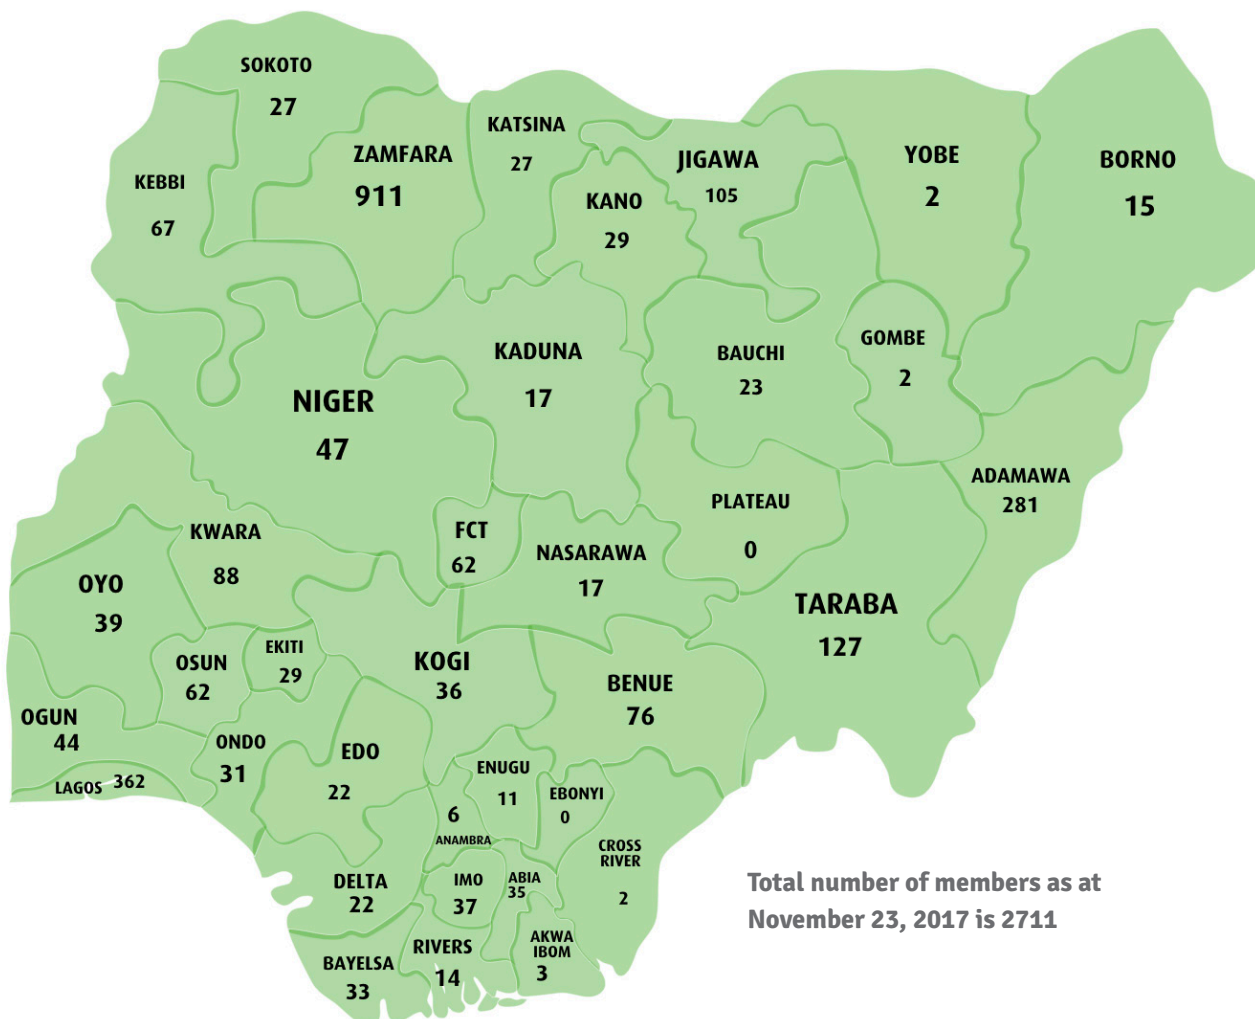 SOKOTO
27
KATSINA
27
ZAMFARA
911
JIGAWA
105
YOBE
2
BORNO
15
KEBBI
67
KANO
29
KADUNA
17
BAUCHI
23
GOMBE
2
NIGER
47
ADAMAWA
281
PLATEAU
0
KWARA
88
FCT
62
NASARAWA
17
OYO
39
TARABA
127
OSUN
62
EKITI
29
KOGI
36
BENUE
76
OGUN
44
ONDO
31
EDO
22
LAGOS 362
ENUGU
11
EBONYI
0
6
ANAMBRA
CROSS
RIVER
2
DELTA
22
IMO
37
ABIA
35
Total number of members as at
November 23, 2017 is 2711
RIVERS
14
AKWA
IBOM
3
BAYELSA
33